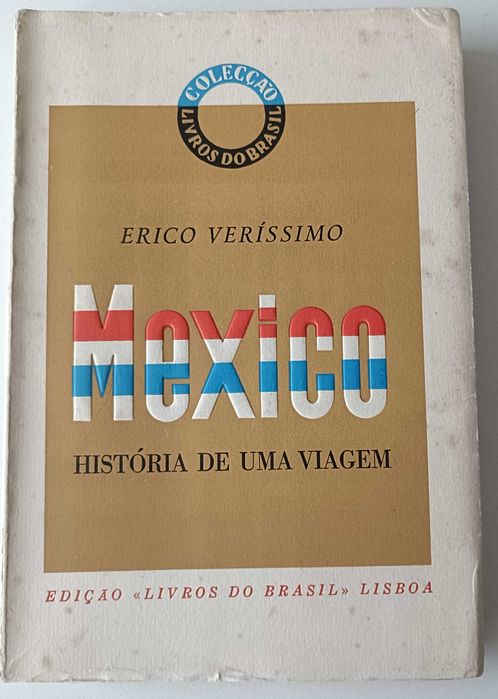 COLECÇÃO
LIVROS DO BRASIL
ERICO VERÍSSIMO
Mexico
HISTÓRIA DE UMA VIAGEM
EDIÇÃO «LIVROS DO BRASIL» LISBOA